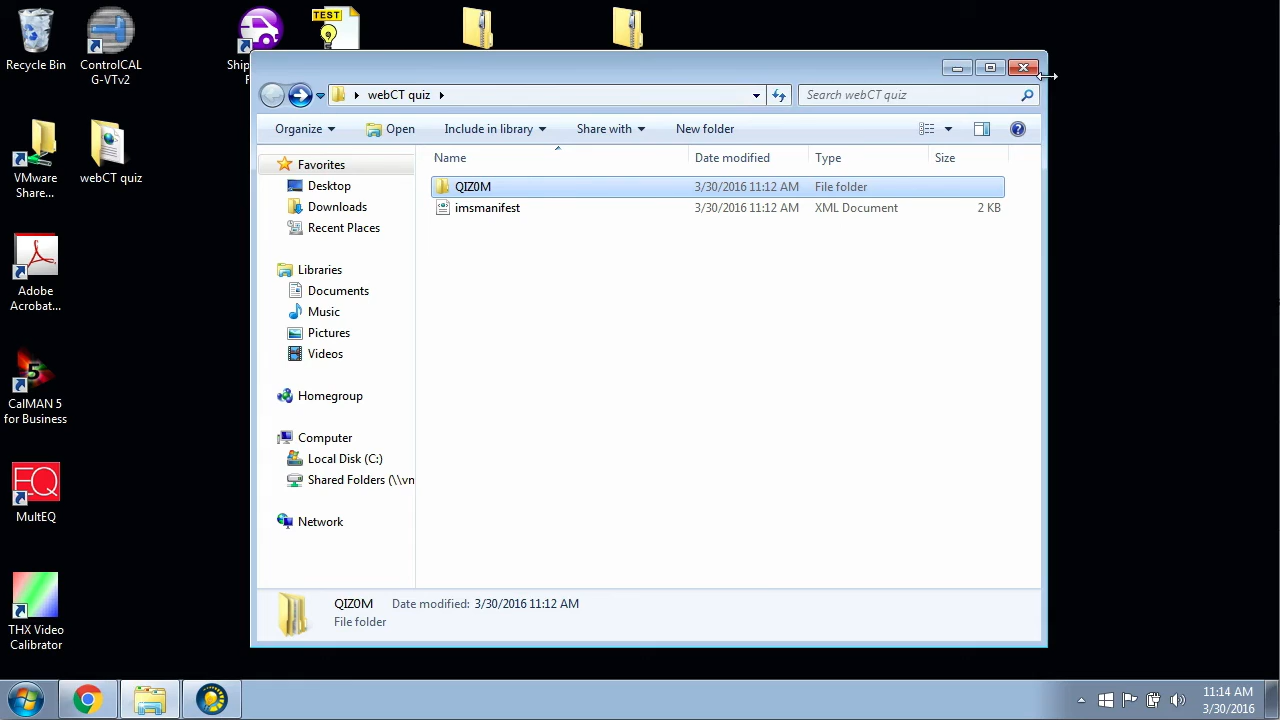 Recycle Bin
ControlCAL
G-VTv2
TEST
webCT quiz
Search webCT quiz
Organize
Open
Include in library
Share with
New folder
Name
Date modified
Type
Size
QIZ0M
3/30/2016 11:12 AM
File folder
imsmanifest
3/30/2016 11:12 AM
XML Document
2 KB
Favorites
Desktop
Downloads
Recent Places
Libraries
Documents
Music
Pictures
Videos
Homegroup
Computer
Local Disk (C:)
Shared Folders (\\vn
Network
QIZ0M
Date modified: 3/30/2016 11:12 AM
File folder
VMware
Share...
webCT quiz
Adobe
Acrobat...
5
CalMAN 5
for Business
EQ
MultEQ
THX Video
Calibrator
11:14 AM
3/30/2016